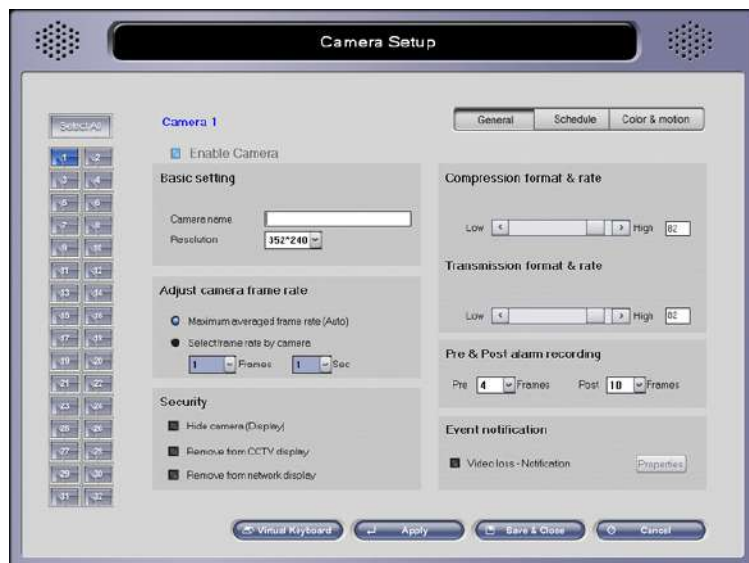 Camera Setup
Select All
Camera 1
General
Schedule
Color & motion
Enable Camera
1 2
3 4
5 6
7 8
9 10
11 12
13 14
15 16
17 18
19 20
21 22
23 24
25 26
27 28
29 30
31 32
Basic setting
Camera name
Resolution 352*240
Adjust camera frame rate
Maximum averaged frame rate (Auto)
Select frame rate by camera
1 Frames 1 Sec
Security
Hide camera (Display)
Remove from CCTV display
Remove from network display
Compression format & rate
Low High 82
Transmission format & rate
Low High 82
Pre & Post alarm recording
Pre 4 Frames Post 10 Frames
Event notification
Video loss - Notification Properties
Virtual Keyboard
Apply
Save & Close
Cancel